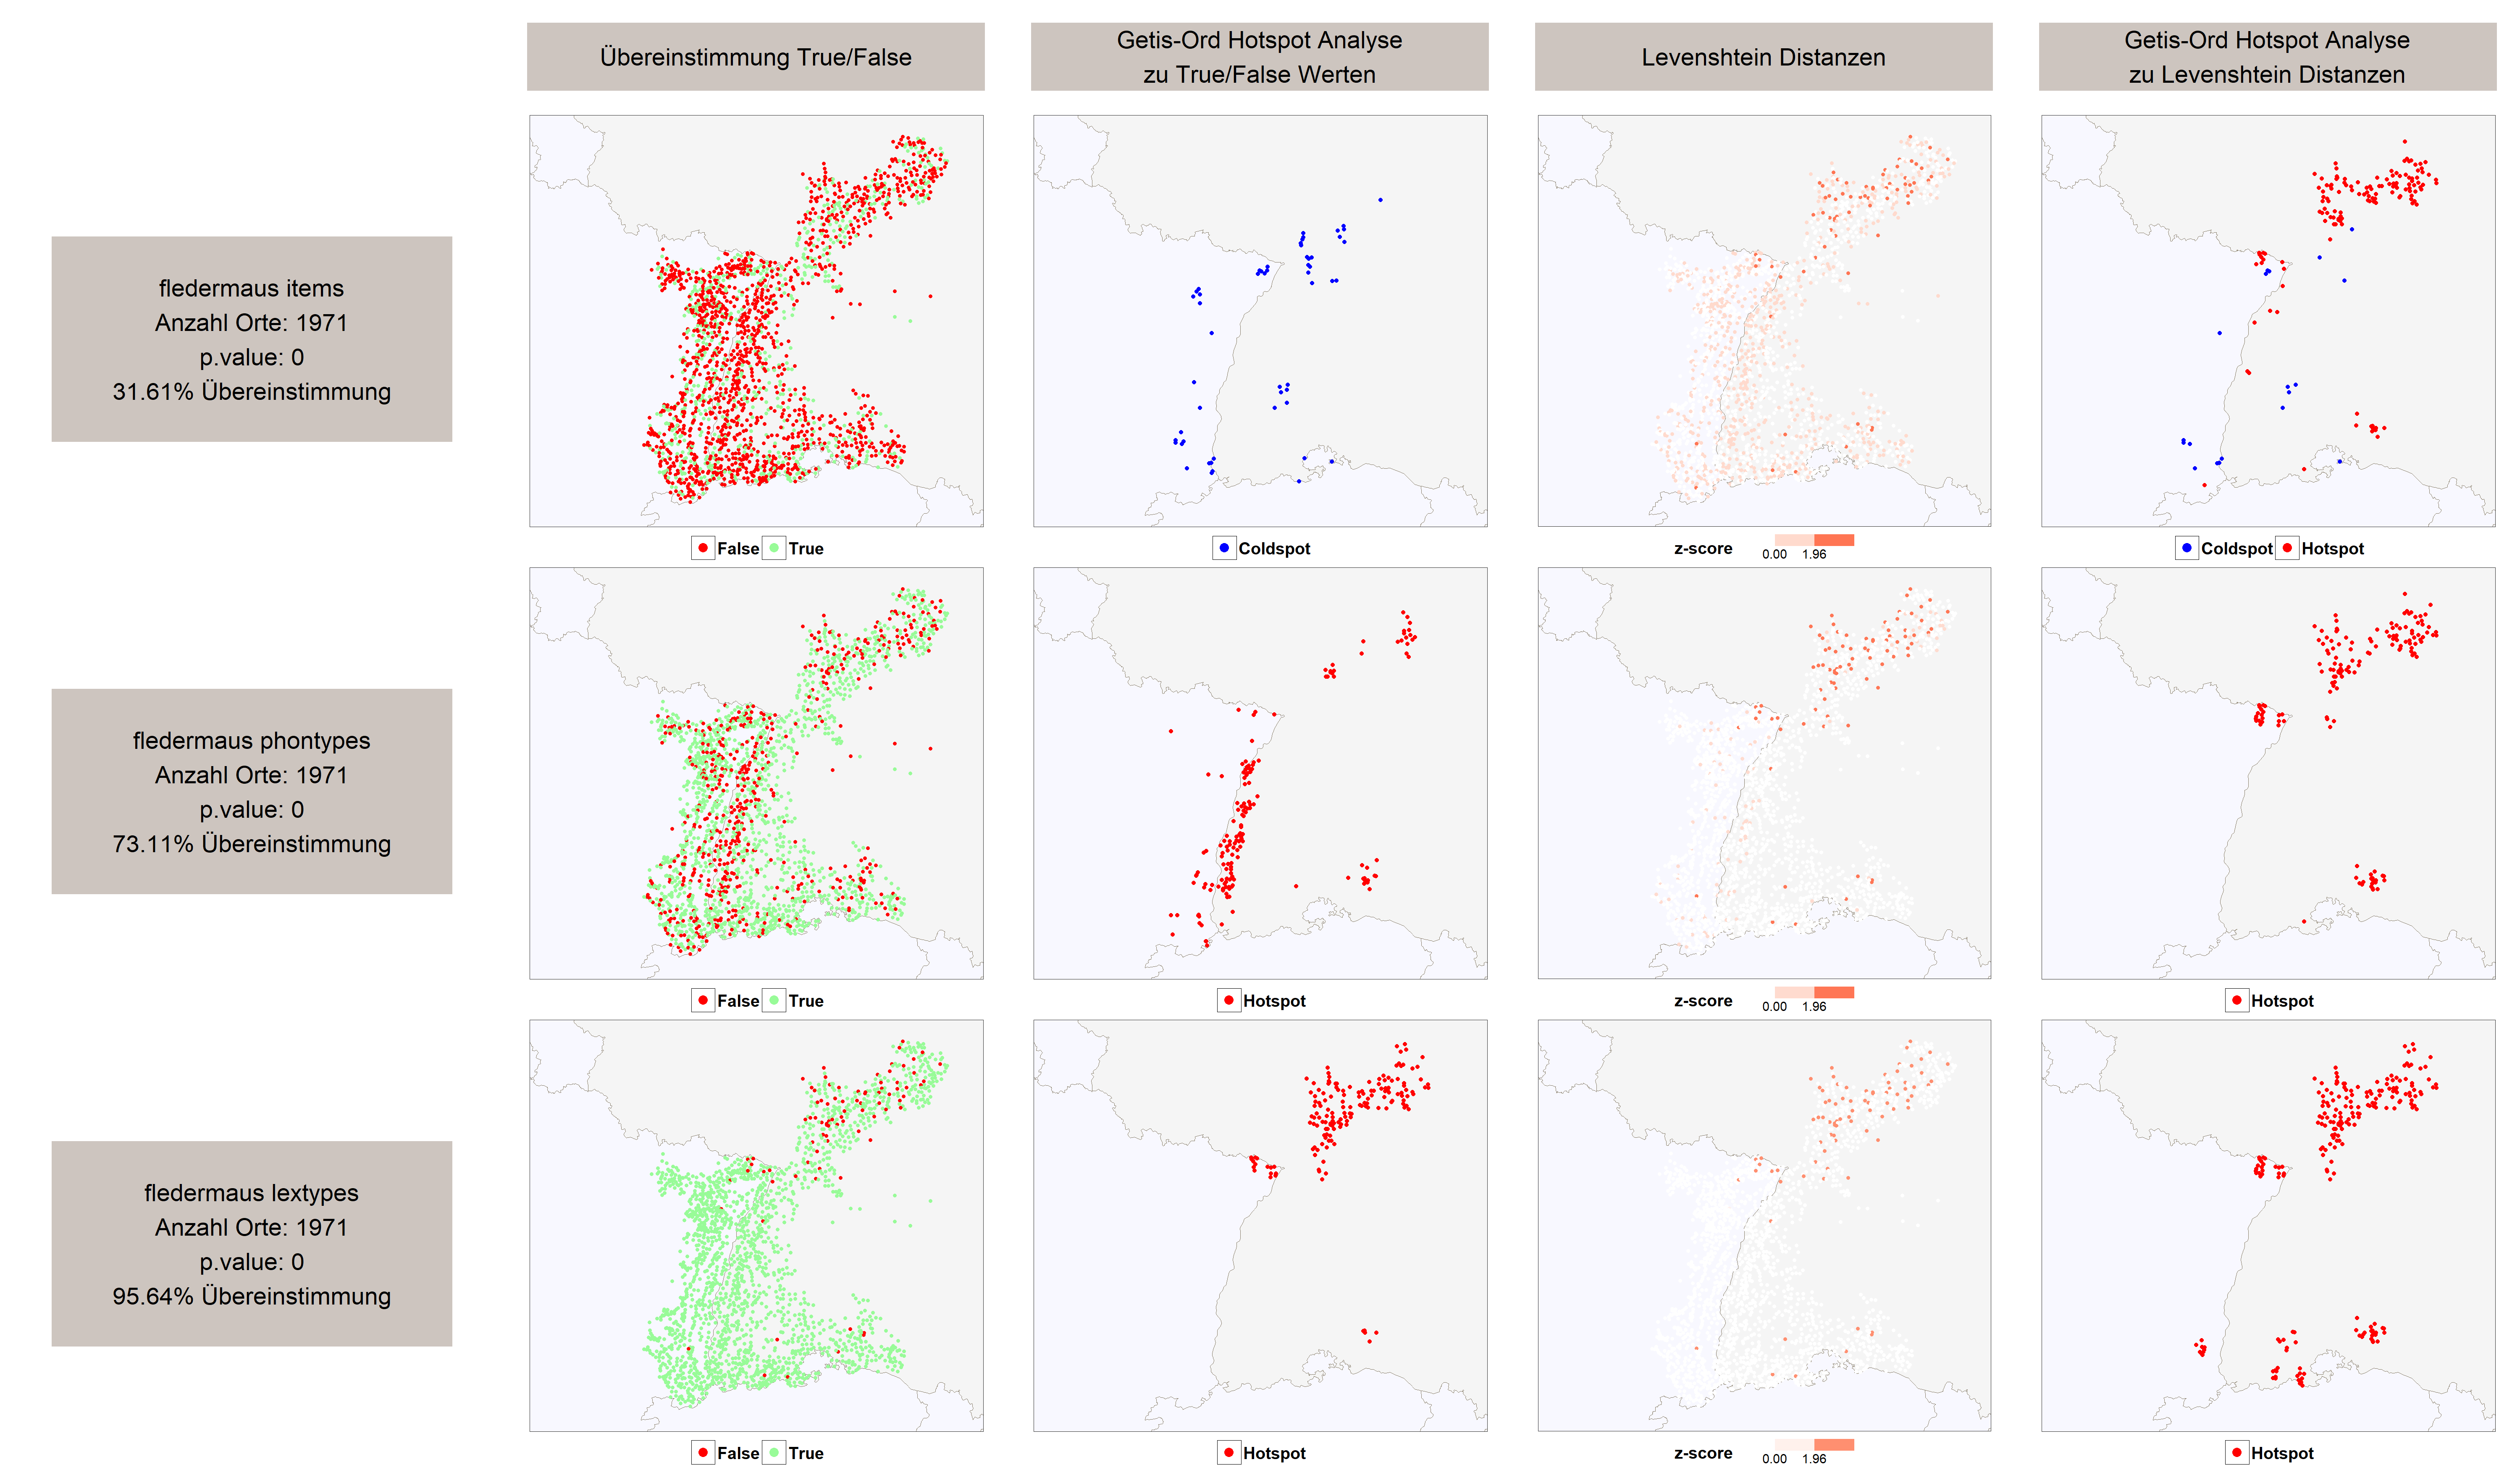 Übereinstimmung True/False
Getis-Ord Hotspot Analyse
zu True/False Werten
Levenshtein Distanzen
Getis-Ord Hotspot Analyse
zu Levenshtein Distanzen
fledermaus items
Anzahl Orte: 1971
p.value: 0
31.61% Übereinstimmung
False True
Coldspot
z-score 0.00 1.96
Coldspot Hotspot
fledermaus phontypes
Anzahl Orte: 1971
p.value: 0
73.11% Übereinstimmung
False True
Hotspot
z-score 0.00 1.96
Hotspot
fledermaus lextypes
Anzahl Orte: 1971
p.value: 0
95.64% Übereinstimmung
False True
Hotspot
z-score 0.00 1.96
Hotspot